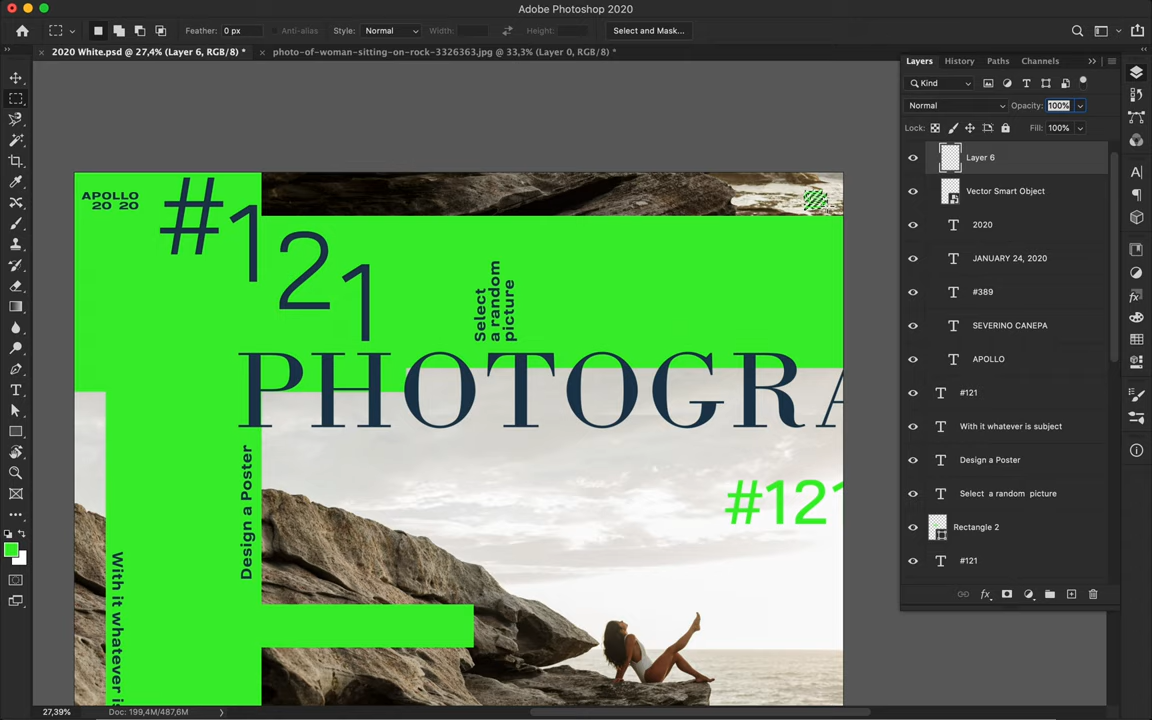 Adobe Photoshop 2020
Feather: 0 px Anti-alias Style: Normal Width: Height: Select and Mask...
2020 White.psd @ 27,4% (Layer 6, RGB/8) * photo-of-woman-sitting-on-rock-3326363.jpg @ 33,3% (Layer 0, RGB/8) *
Layers History Paths Channels
Kind
Normal Opacity: 100%
Lock: Fill: 100%
Layer 6
Vector Smart Object
2020
JANUARY 24, 2020
#389
SEVERINO CANEPA
APOLLO
#121
With it whatever is subject
Design a Poster
Select a random picture
Rectangle 2
#121
APOLLO
20 20
#121
Select
a random
picture
PHOTOGRA
Design a Poster
#121
With it whatever is
27,39% Doc: 199,4M/487,6M